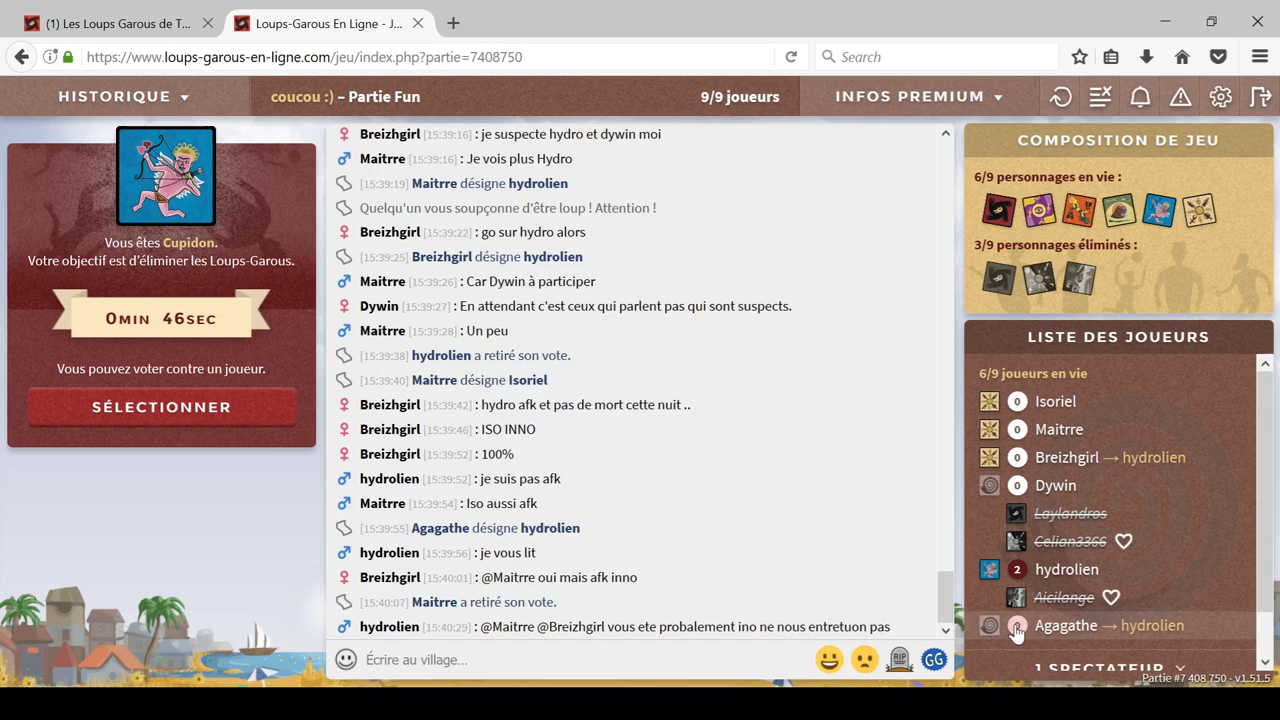 (1) Les Loups Garous de T...
Loups-Garous En Ligne - J...
https://www.loups-garous-en-ligne.com/jeu/index.php?partie=7408750
Search
HISTORIQUE
coucou :) – Partie Fun
9/9 joueurs
INFOS PREMIUM
Vous êtes Cupidon.
Votre objectif est d'éliminer les Loups-Garous.
0MIN 46SEC
Vous pouvez voter contre un joueur.
SÉLECTIONNER
Breizhgirl [15:39:16] : je suspecte hydro et dywin moi
Maitrre [15:39:16] : Je vois plus Hydro
[15:39:19] Maitrre désigne hydrolien
Quelqu'un vous soupçonne d'être loup ! Attention !
Breizhgirl [15:39:22] : go sur hydro alors
[15:39:25] Breizhgirl désigne hydrolien
Maitrre [15:39:26] : Car Dywin à participer
Dywin [15:39:27] : En attendant c'est ceux qui parlent pas qui sont suspects.
Maitrre [15:39:28] : Un peu
[15:39:38] hydrolien a retiré son vote.
[15:39:40] Maitrre désigne Isoriel
Breizhgirl [15:39:42] : hydro afk et pas de mort cette nuit ..
Breizhgirl [15:39:46] : ISO INNO
Breizhgirl [15:39:52] : 100%
hydrolien [15:39:52] : je suis pas afk
Maitrre [15:39:54] : Iso aussi afk
[15:39:55] Agagathe désigne hydrolien
hydrolien [15:39:56] : je vous lit
Breizhgirl [15:40:01] : @Maitrre oui mais afk inno
[15:40:07] Maitrre a retiré son vote.
hydrolien [15:40:29] : @Maitrre @Breizhgirl vous ete probalement ino ne nous entretuon pas
Écrire au village...
RIP
GG
COMPOSITION DE JEU
6/9 personnages en vie :
3/9 personnages éliminés :
LISTE DES JOUEURS
6/9 joueurs en vie
0 Isoriel
0 Maitrre
0 Breizhgirl → hydrolien
0 Dywin
Laylandros
Celian3366
2 hydrolien
Aicilange
Agagathe → hydrolien
1 SPECTATEUR
Partie #7 408 750 - v1.51.5